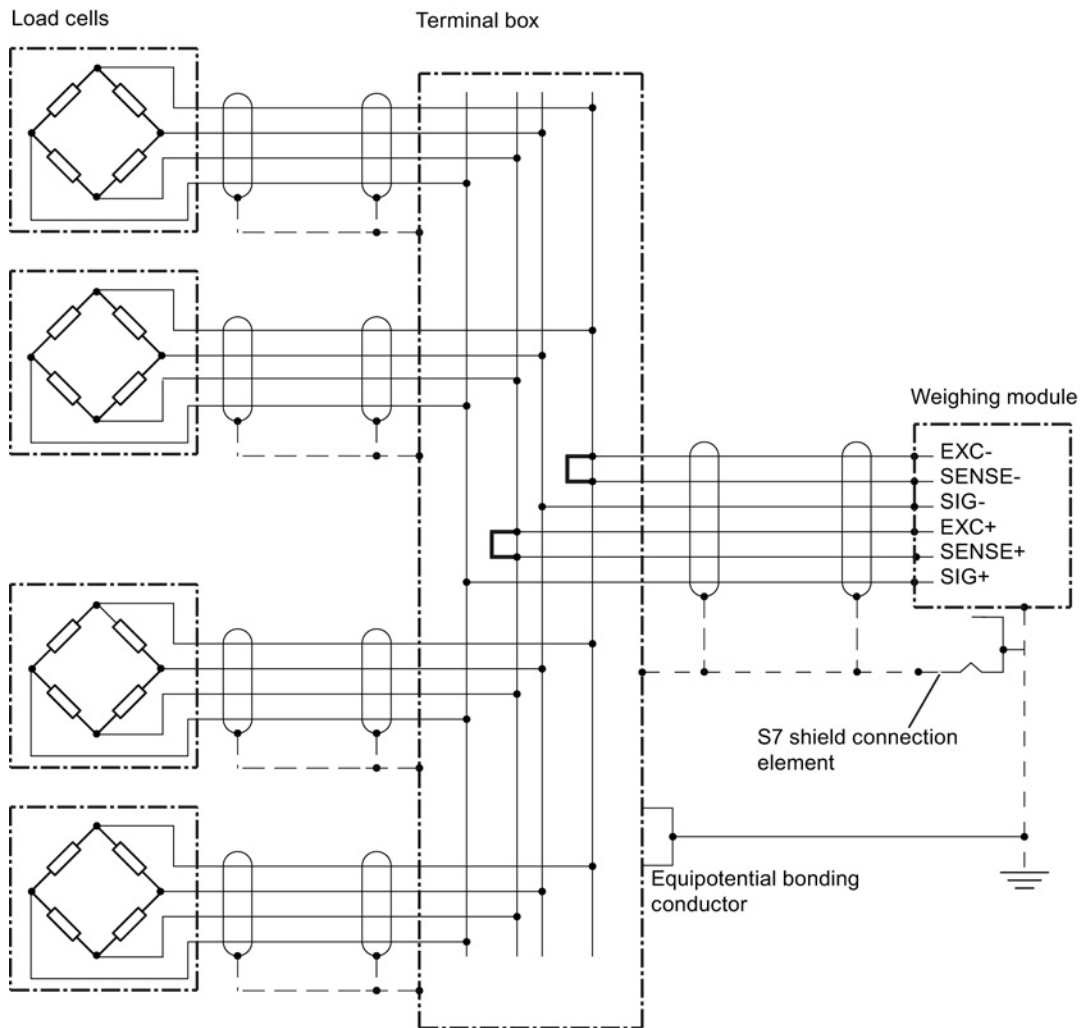 Load cells
Terminal box
Weighing module
EXC-
SENSE-
SIG-
EXC+
SENSE+
SIG+
S7 shield connection
element
Equipotential bonding
conductor